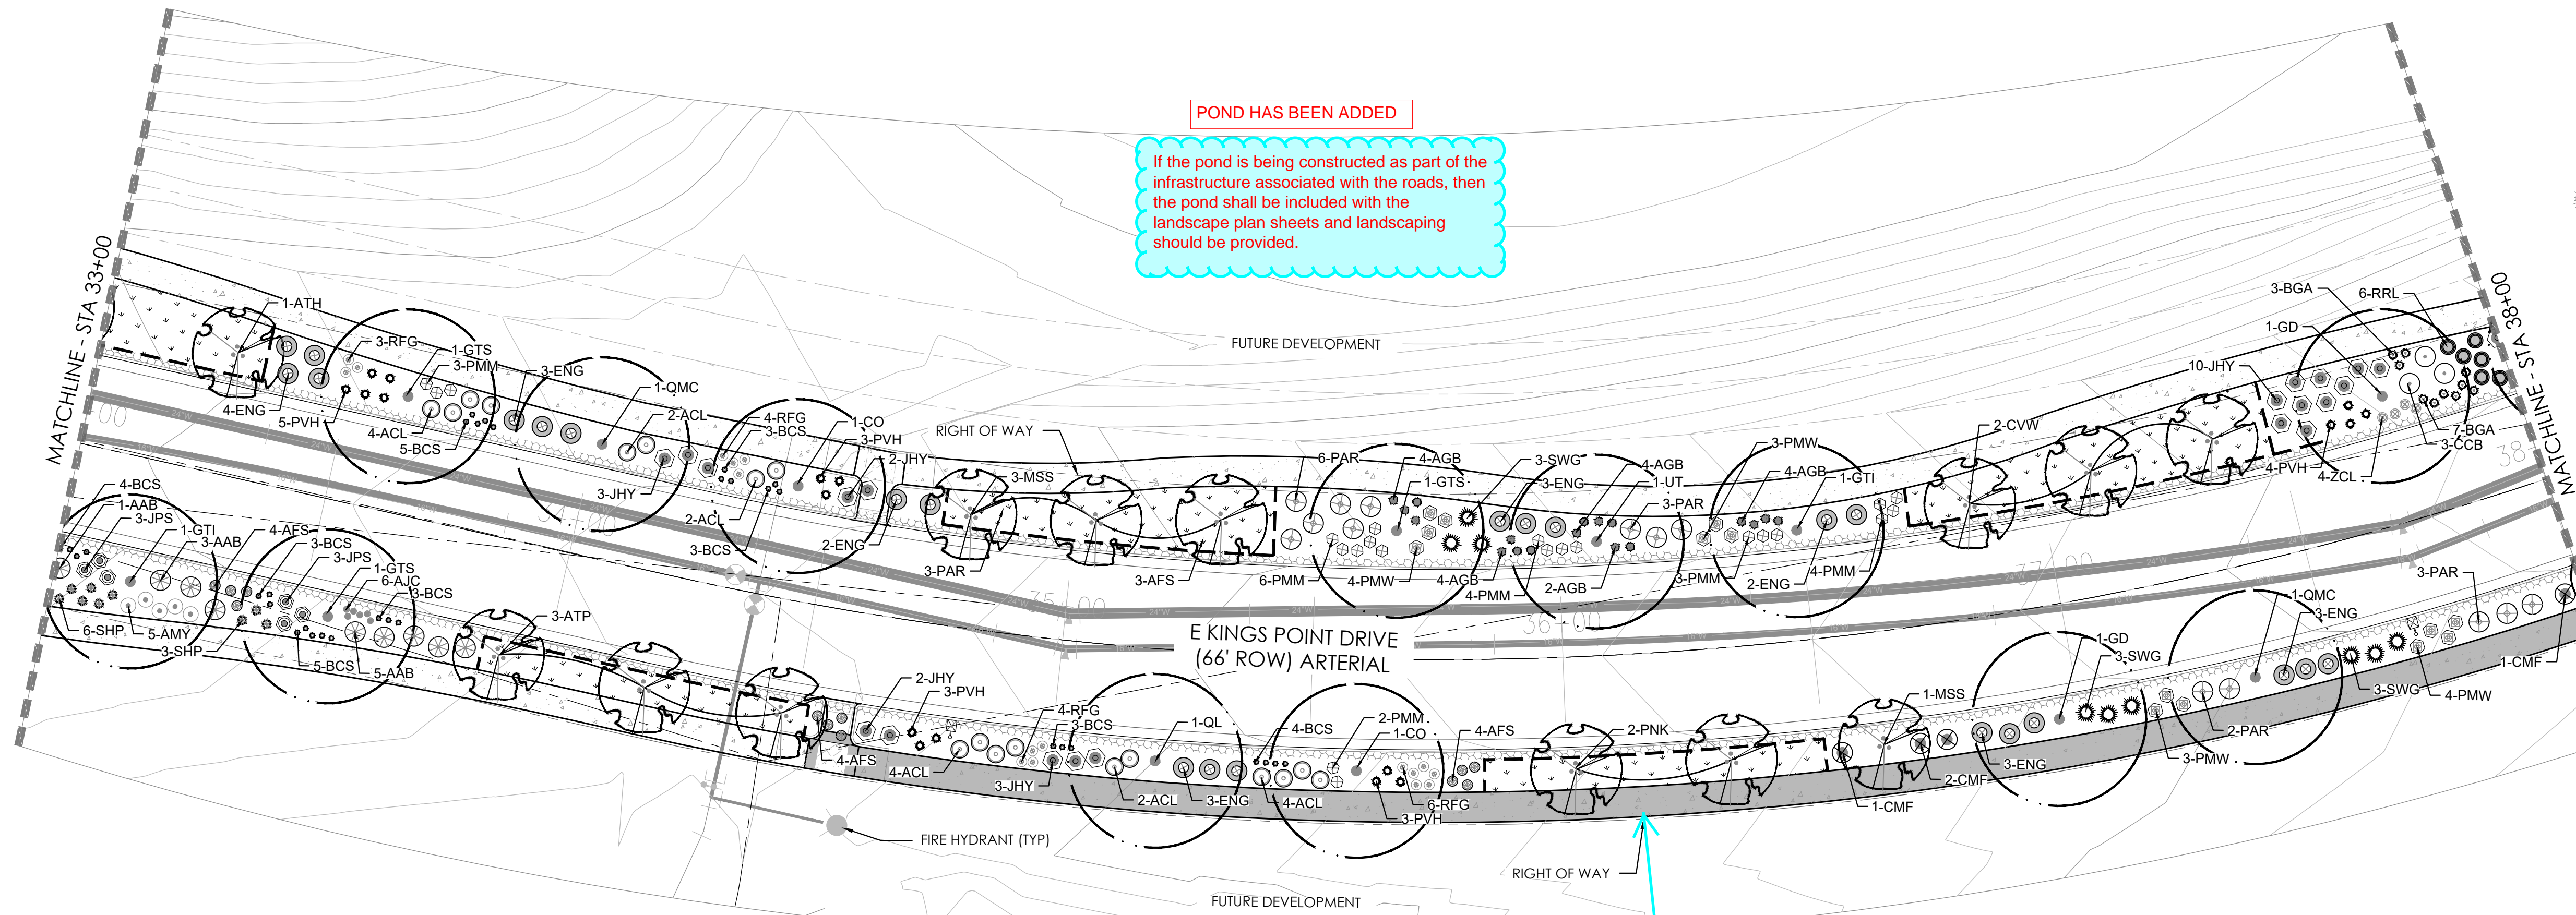 POND HAS BEEN ADDED
If the pond is being constructed as part of the
infrastructure associated with the roads, then
the pond shall be included with the
landscape plan sheets and landscaping
should be provided.
MATCHLINE - STA 33+00
MATCHLINE - STA 38+00
FUTURE DEVELOPMENT
1-ATH
3-RFG
1-GTS
3-PMM
3-ENG
1-QMC
2-ACL
4-ENG
5-PVH
4-ACL
5-BCS
4-RFG
3-BCS
1-CO
3-PVH
2-JHY
3-JHY
2-ACL
3-BCS
2-ENG
RIGHT OF WAY
3-MSS
3-PAR
3-AFS
6-PAR
4-AGB
1-GTS
3-SWG
3-ENG
4-AGB
1-UT
3-PAR
3-PMW
4-AGB
1-GTI
6-PMM
4-PMW
4-AGB
4-PMM
2-AGB
3-PMM
2-ENG
4-PMM
2-CVW
3-BGA
6-RRL
1-GD
10-JHY
7-BGA
3-CCB
4-PVH
4-ZCL
4-BCS
1-AAB
3-JPS
1-GTI
3-AAB
4-AFS
3-BCS
3-JPS
1-GTS
6-AJC
3-BCS
6-SHP
5-AMY
3-SHP
5-BCS
5-AAB
3-ATP
35+00
36+00
37+00
38
24"W
16"W
E KINGS POINT DRIVE
(66' ROW) ARTERIAL
2-JHY
3-PVH
4-RFG
3-BCS
1-QL
4-BCS
2-PMM
1-CO
4-AFS
2-PNK
1-MSS
1-GD
3-SWG
1-QMC
3-ENG
3-PAR
4-AFS
4-ACL
3-JHY
2-ACL
3-ENG
4-ACL
6-RFG
3-PVH
1-CMF
2-CMF
3-ENG
3-PMW
2-PAR
3-SWG
4-PMW
1-CMF
FIRE HYDRANT (TYP)
RIGHT OF WAY
FUTURE DEVELOPMENT